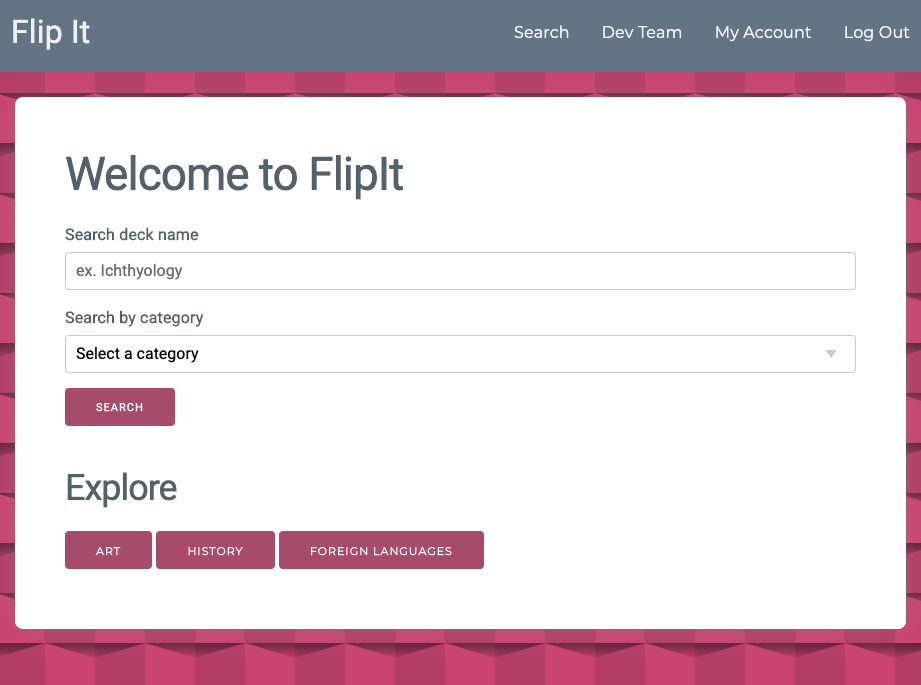 Flip It
Search Dev Team My Account Log Out
Welcome to FlipIt
Search deck name
ex. Ichthyology
Search by category
Select a category
SEARCH
Explore
ART HISTORY FOREIGN LANGUAGES